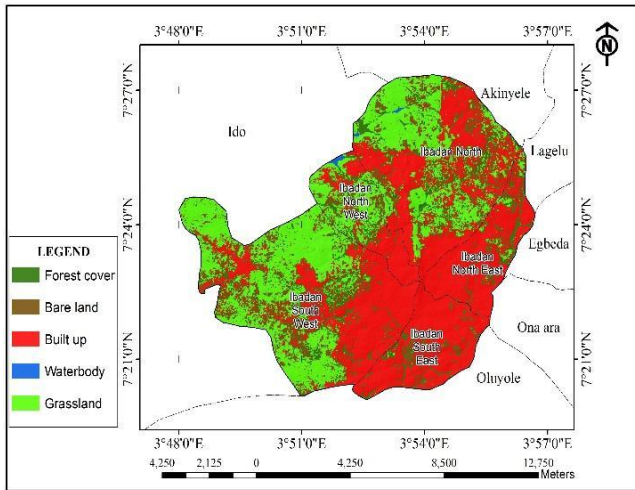 3°48'0"E 3°51'0"E 3°54'0"E 3°57'0"E
N
7°27'0"N
7°27'0"N
Akinyele
Ido
Ibadan North
Lagelu
Ibadan
North
West
7°24'0"N
7°24'0"N
LEGEND
Forest cover
Bare land
Built up
Waterbody
Grassland
Egbeda
Ibadan
North East
Ibadan
South
West
Ona ara
Ibadan
South
East
7°21'0"N
7°21'0"N
Oluyole
3°48'0"E 3°51'0"E 3°54'0"E 3°57'0"E
4,250 2,125 0 4,250 8,500 12,750
Meters